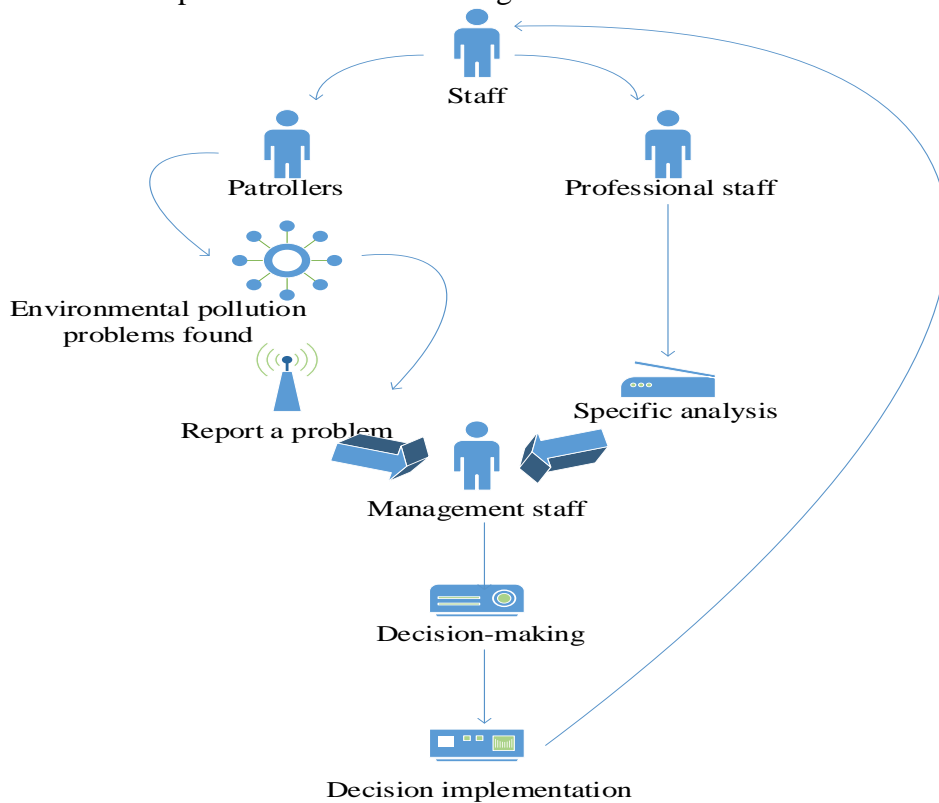 Staff
Patrollers
Professional staff
Environmental pollution
problems found
Specific analysis
Report a problem
Management staff
Decision-making
Decision implementation